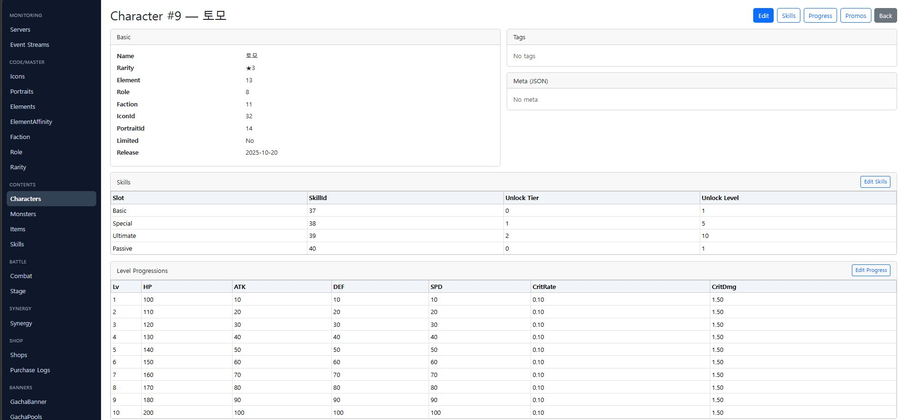 MONITORING
Servers
Event Streams
CODE/MASTER
Icons
Portraits
Elements
ElementAffinity
Faction
Role
Rarity
CONTENTS
Characters
Monsters
Items
Skills
BATTLE
Combat
Stage
SYNERGY
Synergy
SHOP
Shops
Purchase Logs
BANNERS
GachaBanner
GachaPools
Character #9 — 토모
Edit Skills Progress Promos Back
Basic
Name 토모
Rarity ★3
Element 13
Role 8
Faction 11
IconId 32
PortraitId 14
Limited No
Release 2025-10-20
Tags
No tags
Meta (JSON)
No meta
Skills Edit Skills
Slot SkillId Unlock Tier Unlock Level
Basic 37 0 1
Special 38 1 5
Ultimate 39 2 10
Passive 40 0 1
Level Progressions Edit Progress
Lv HP ATK DEF SPD CritRate CritDmg
1 100 10 10 10 0.10 1.50
2 110 20 20 20 0.10 1.50
3 120 30 30 30 0.10 1.50
4 130 40 40 40 0.10 1.50
5 140 50 50 50 0.10 1.50
6 150 60 60 60 0.10 1.50
7 160 70 70 70 0.10 1.50
8 170 80 80 80 0.10 1.50
9 180 90 90 90 0.10 1.50
10 200 100 100 100 0.10 1.50